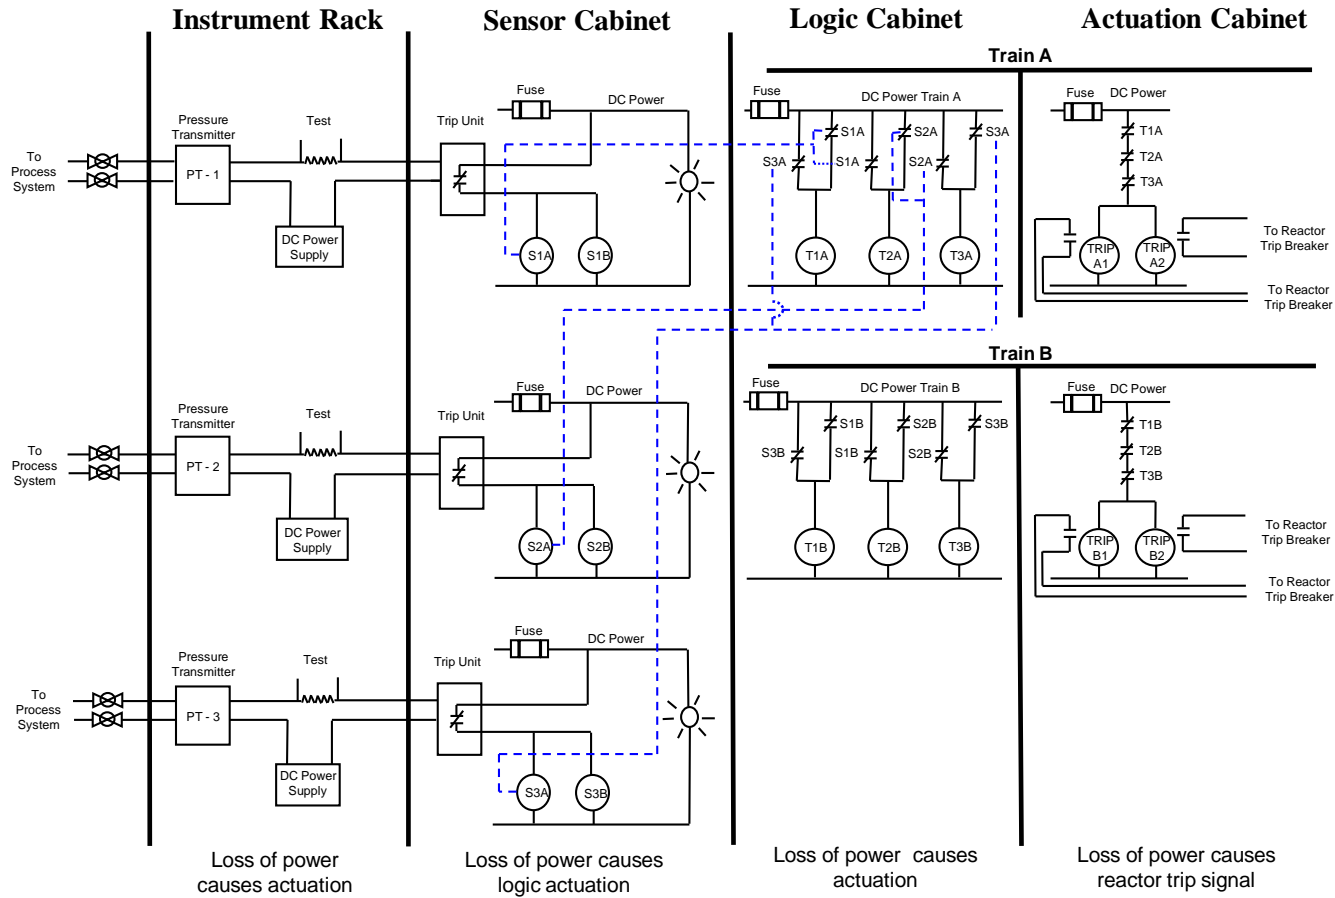 Instrument Rack
Sensor Cabinet
Logic Cabinet
Actuation Cabinet
Train A
Fuse
DC Power
Fuse
DC Power Train A
Fuse
DC Power
Pressure
Transmitter
Test
Trip Unit
To
Process
System
PT - 1
DC Power
Supply
S1A
S1B
S1A
S2A
S3A
S3A
S1A
S2A
T1A
T2A
T3A
T1A
T2A
T3A
TRIP
A1
TRIP
A2
To Reactor
Trip Breaker
To Reactor
Trip Breaker
Train B
Fuse
DC Power
Fuse
DC Power Train B
Fuse
DC Power
Pressure
Transmitter
Test
Trip Unit
To
Process
System
PT - 2
DC Power
Supply
S2A
S2B
S1B
S2B
S3B
S3B
S1B
S2B
T1B
T2B
T3B
T1B
T2B
T3B
TRIP
B1
TRIP
B2
To Reactor
Trip Breaker
To Reactor
Trip Breaker
Fuse
DC Power
Pressure
Transmitter
Test
Trip Unit
To
Process
System
PT - 3
DC Power
Supply
S3A
S3B
Loss of power
causes actuation
Loss of power causes
logic actuation
Loss of power causes
actuation
Loss of power causes
reactor trip signal